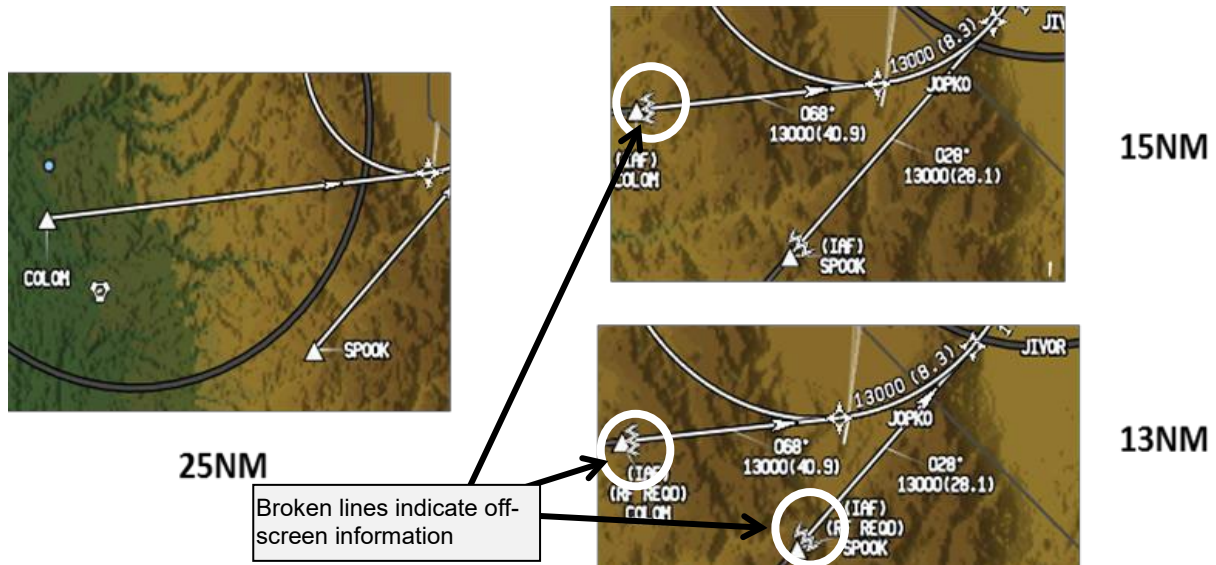 COLOM
SPOOK
25NM
Broken lines indicate off-
screen information
13000 (8.3)
JOPKO
068°
13000(40.9)
028°
13000(28.1)
(IAF)
COLOM
(IAF)
SPOOK
15NM
JIVOR
13000 (8.3)
JOPKO
068°
13000(40.9)
028°
13000(28.1)
(IAF)
(RF REQD)
COLOM
(IAF)
(RF REQD)
SPOOK
13NM